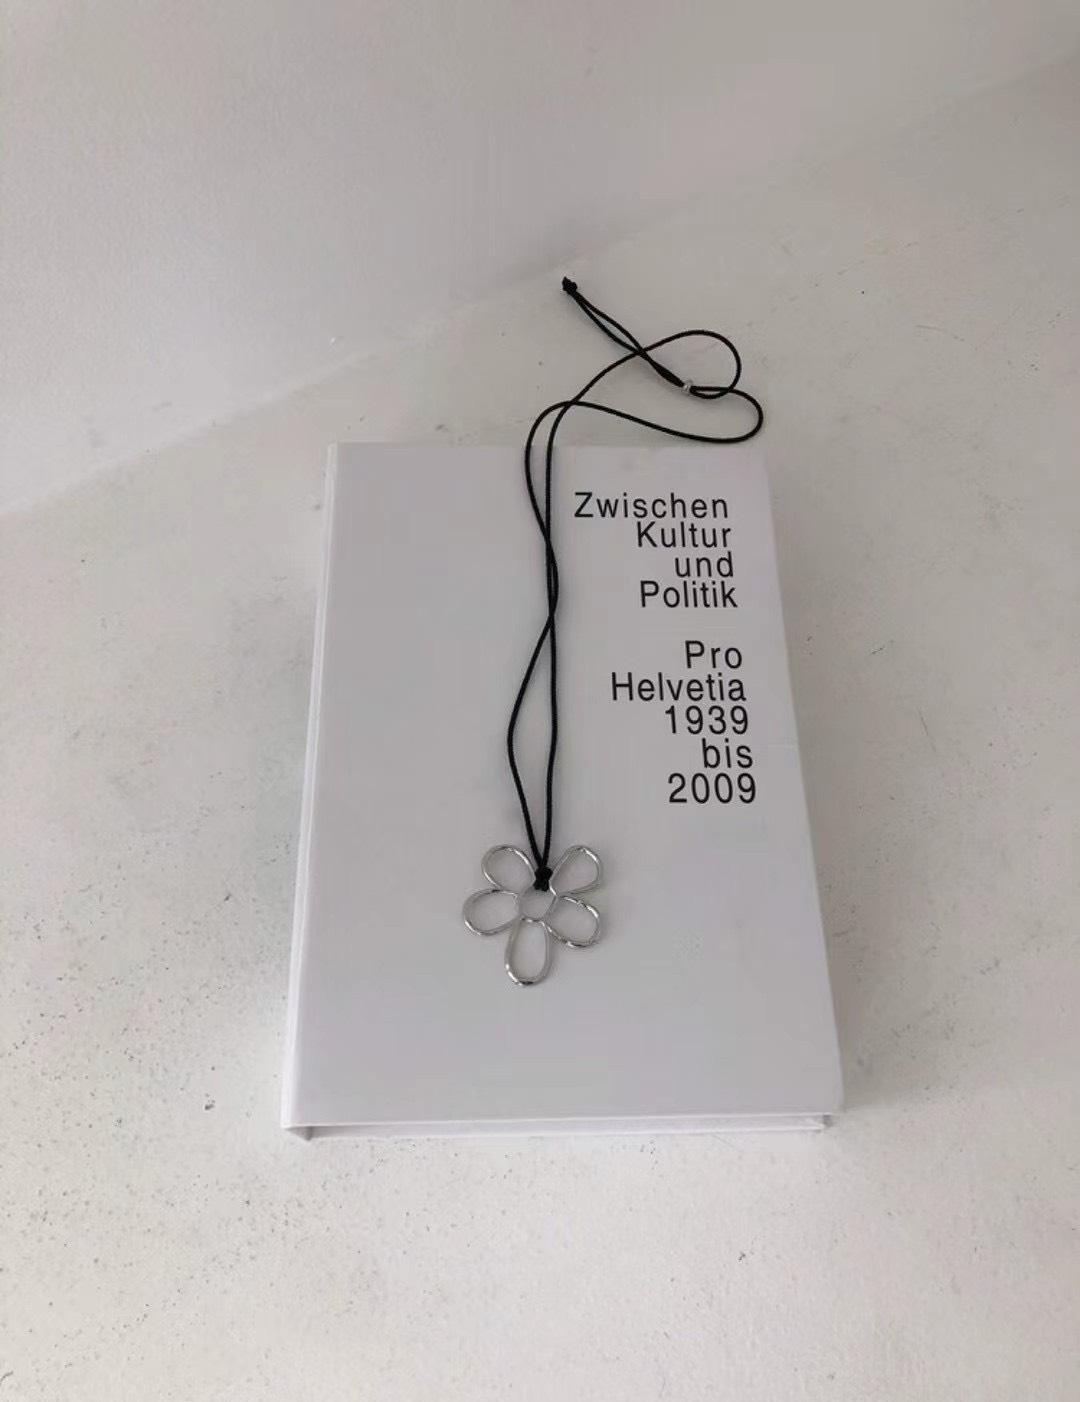 Zwischen
Kultur
und
Politik
Pro
Helvetia
1939
bis
2009